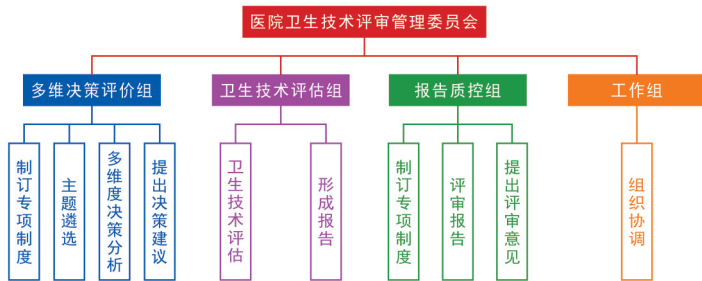 医院卫生技术评审管理委员会
多维决策评价组
卫生技术评估组
报告质控组
工作组
制订专项制度
主题遴选
多维度决策分析
提出决策建议
卫生技术评估
形成报告
制订专项制度
评审报告
提出评审意见
组织协调